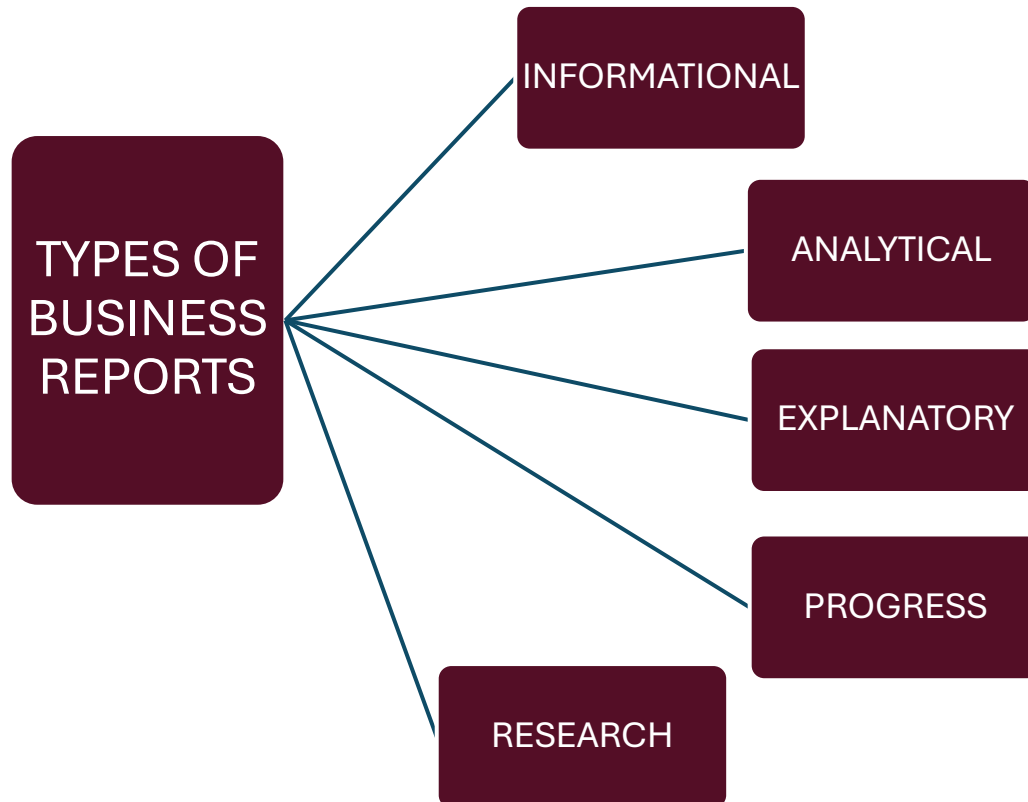 TYPES OF
BUSINESS
REPORTS
INFORMATIONAL
ANALYTICAL
EXPLANATORY
PROGRESS
RESEARCH